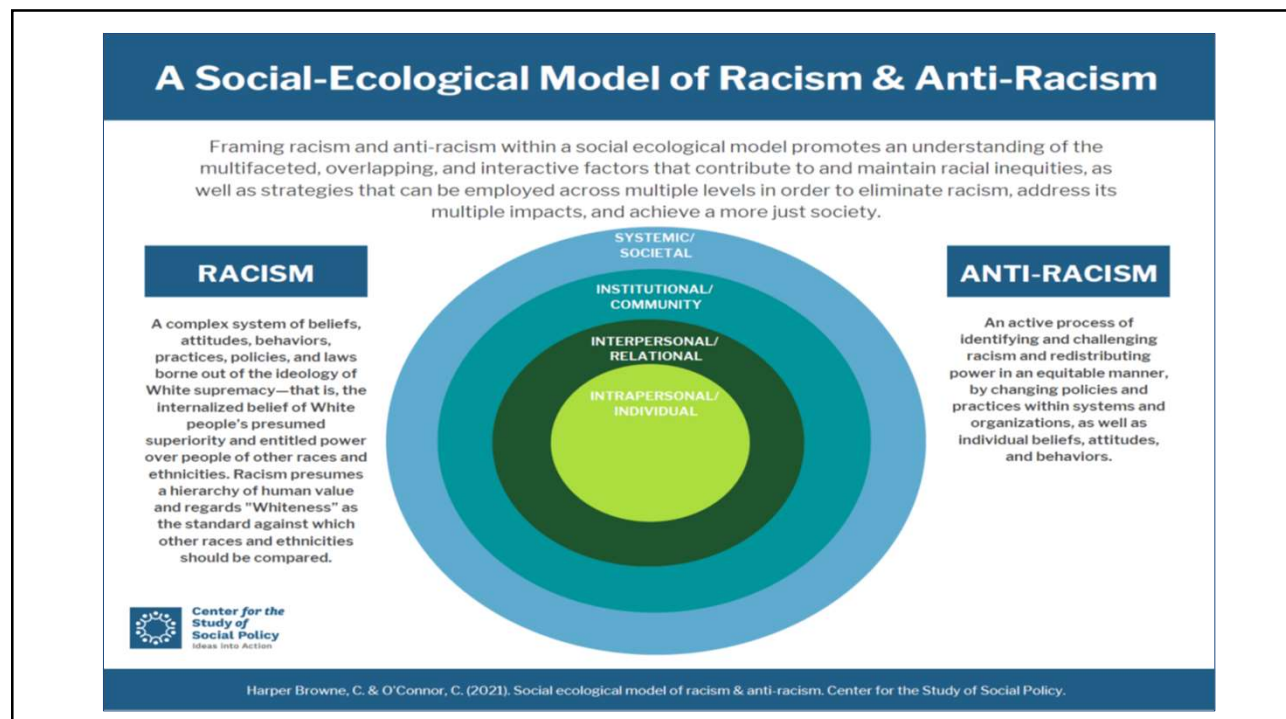 A Social-Ecological Model of Racism & Anti-Racism
Framing racism and anti-racism within a social ecological model promotes an understanding of the
multifaceted, overlapping, and interactive factors that contribute to and maintain racial inequities, as
well as strategies that can be employed across multiple levels in order to eliminate racism, address its
multiple impacts, and achieve a more just society.
RACISM
A complex system of beliefs,
attitudes, behaviors,
practices, policies, and laws
borne out of the ideology of
White supremacy—that is, the
internalized belief of White
people's presumed
superiority and entitled power
over people of other races and
ethnicities. Racism presumes
a hierarchy of human value
and regards "Whiteness" as
the standard against which
other races and ethnicities
should be compared.
SYSTEMIC/
SOCIETAL
INSTITUTIONAL/
COMMUNITY
INTERPERSONAL/
RELATIONAL
INTRAPERSONAL/
INDIVIDUAL
ANTI-RACISM
An active process of
identifying and challenging
racism and redistributing
power in an equitable manner,
by changing policies and
practices within systems and
organizations, as well as
individual beliefs, attitudes,
and behaviors.
Center for the
Study of
Social Policy
Ideas Into Action
Harper Browne, C. & O'Connor, C. (2021). Social ecological model of racism & anti-racism. Center for the Study of Social Policy.